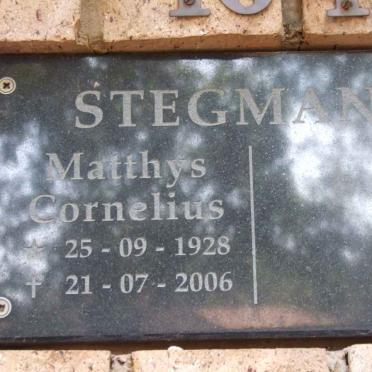 STEGMAN
Matthys
Cornelius
☆ 25 - 09 - 1928
† 21 - 07 - 2006